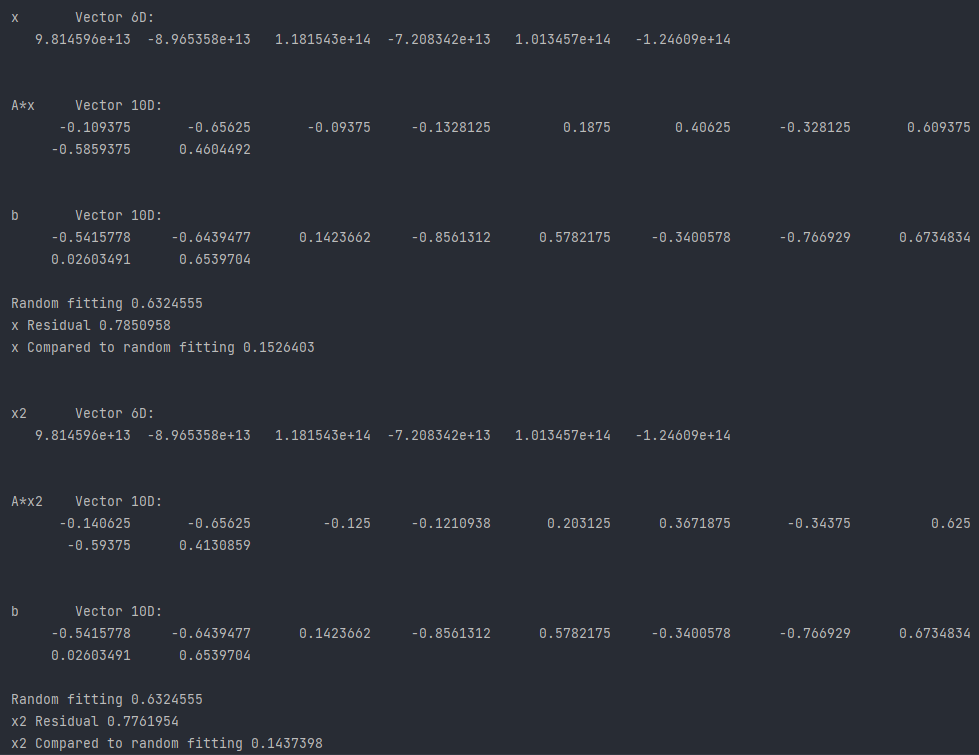 x       Vector 6D:
9.814596e+13  -8.965358e+13   1.181543e+14  -7.208342e+13   1.013457e+14   -1.24609e+14
A*x     Vector 10D:
-0.109375       -0.65625       -0.09375     -0.1328125         0.1875        0.40625      -0.328125       0.609375
-0.5859375      0.4604492
b       Vector 10D:
-0.5415778     -0.6439477      0.1423662     -0.8561312      0.5782175     -0.3400578      -0.766929      0.6734834
0.02603491      0.6539704
Random fitting 0.6324555
x Residual 0.7850958
x Compared to random fitting 0.1526403
x2      Vector 6D:
9.814596e+13  -8.965358e+13   1.181543e+14  -7.208342e+13   1.013457e+14   -1.24609e+14
A*x2    Vector 10D:
-0.140625       -0.65625         -0.125     -0.1210938       0.203125      0.3671875       -0.34375          0.625
-0.59375      0.4130859
b       Vector 10D:
-0.5415778     -0.6439477      0.1423662     -0.8561312      0.5782175     -0.3400578      -0.766929      0.6734834
0.02603491      0.6539704
Random fitting 0.6324555
x2 Residual 0.7761954
x2 Compared to random fitting 0.1437398